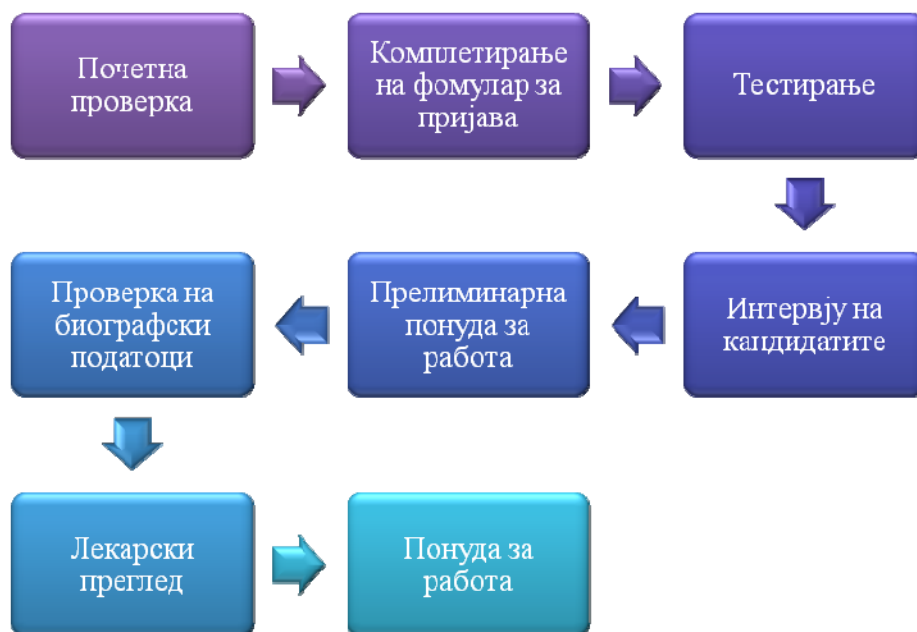 Почетна
проверка
Комплетирање
на фомулар за
пријава
Тестирање
Интервју на
кандидатите
Прелиминарна
понуда за
работа
Проверка на
биографски
податоци
Лекарски
преглед
Понуда за
работа